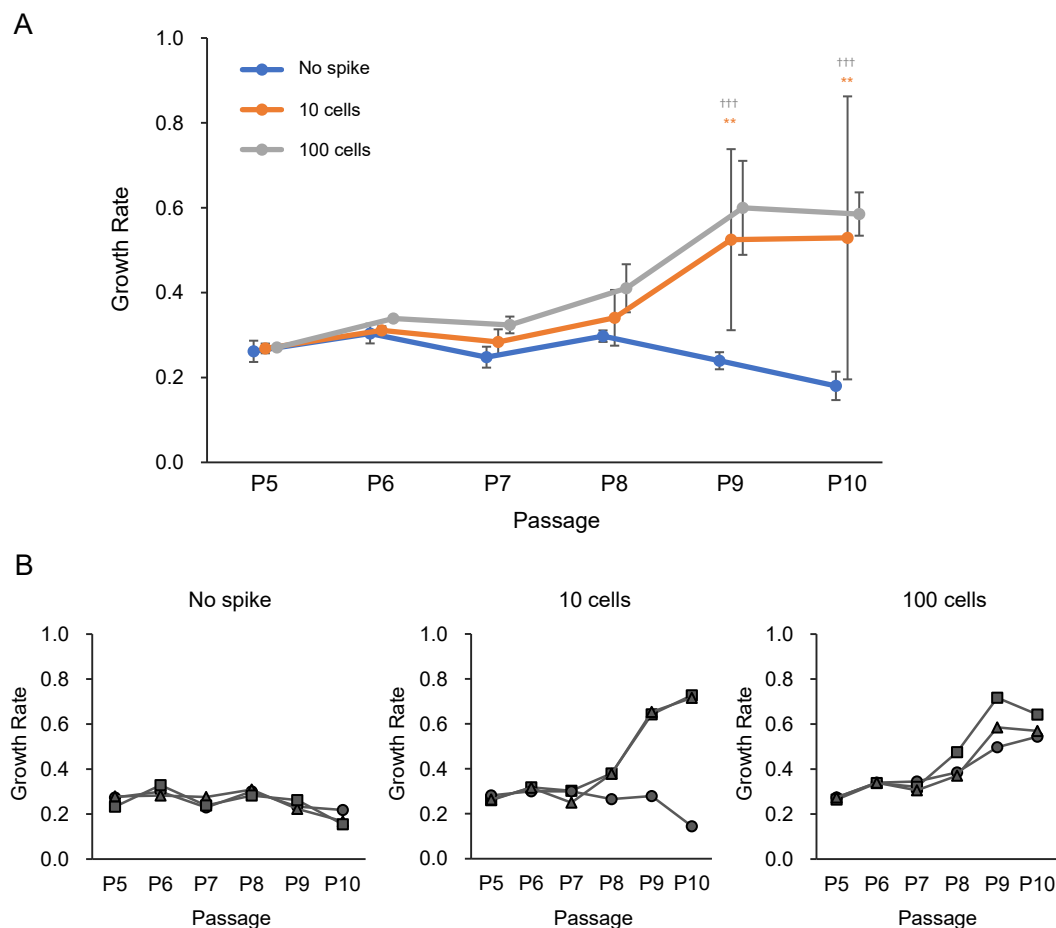 A
1.0
0.8
0.6
0.4
0.2
0.0
Growth Rate
No spike
10 cells
100 cells
†††
**
†††
**
P5 P6 P7 P8 P9 P10
Passage
B
No spike
1.0
0.8
0.6
0.4
0.2
0.0
Growth Rate
P5 P6 P7 P8 P9 P10
Passage
10 cells
1.0
0.8
0.6
0.4
0.2
0.0
Growth Rate
P5 P6 P7 P8 P9 P10
Passage
100 cells
1.0
0.8
0.6
0.4
0.2
0.0
Growth Rate
P5 P6 P7 P8 P9 P10
Passage